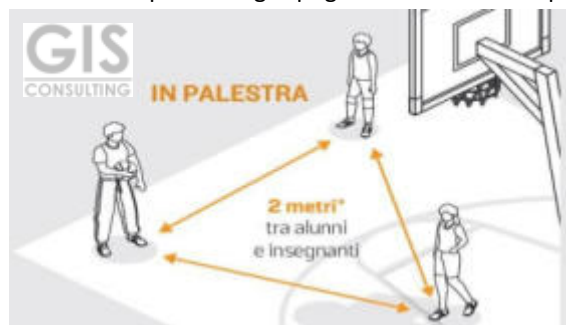 GIS
CONSULTING
IN PALESTRA
2 metri*
tra alunni
e insegnanti